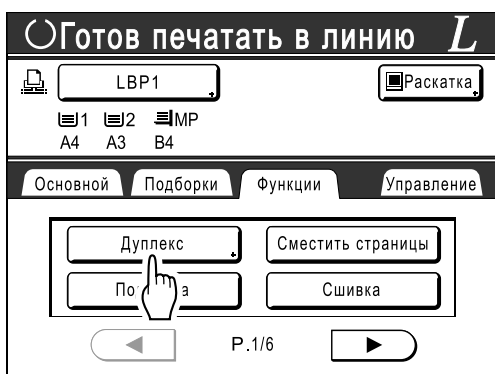 Готов печатать в линию L
LBP1
Раскатка
1 2 MP
A4 A3 B4
Основной Подборки Функции Управление
Дуплекс Сместить страницы
Сшивка
P.1/6